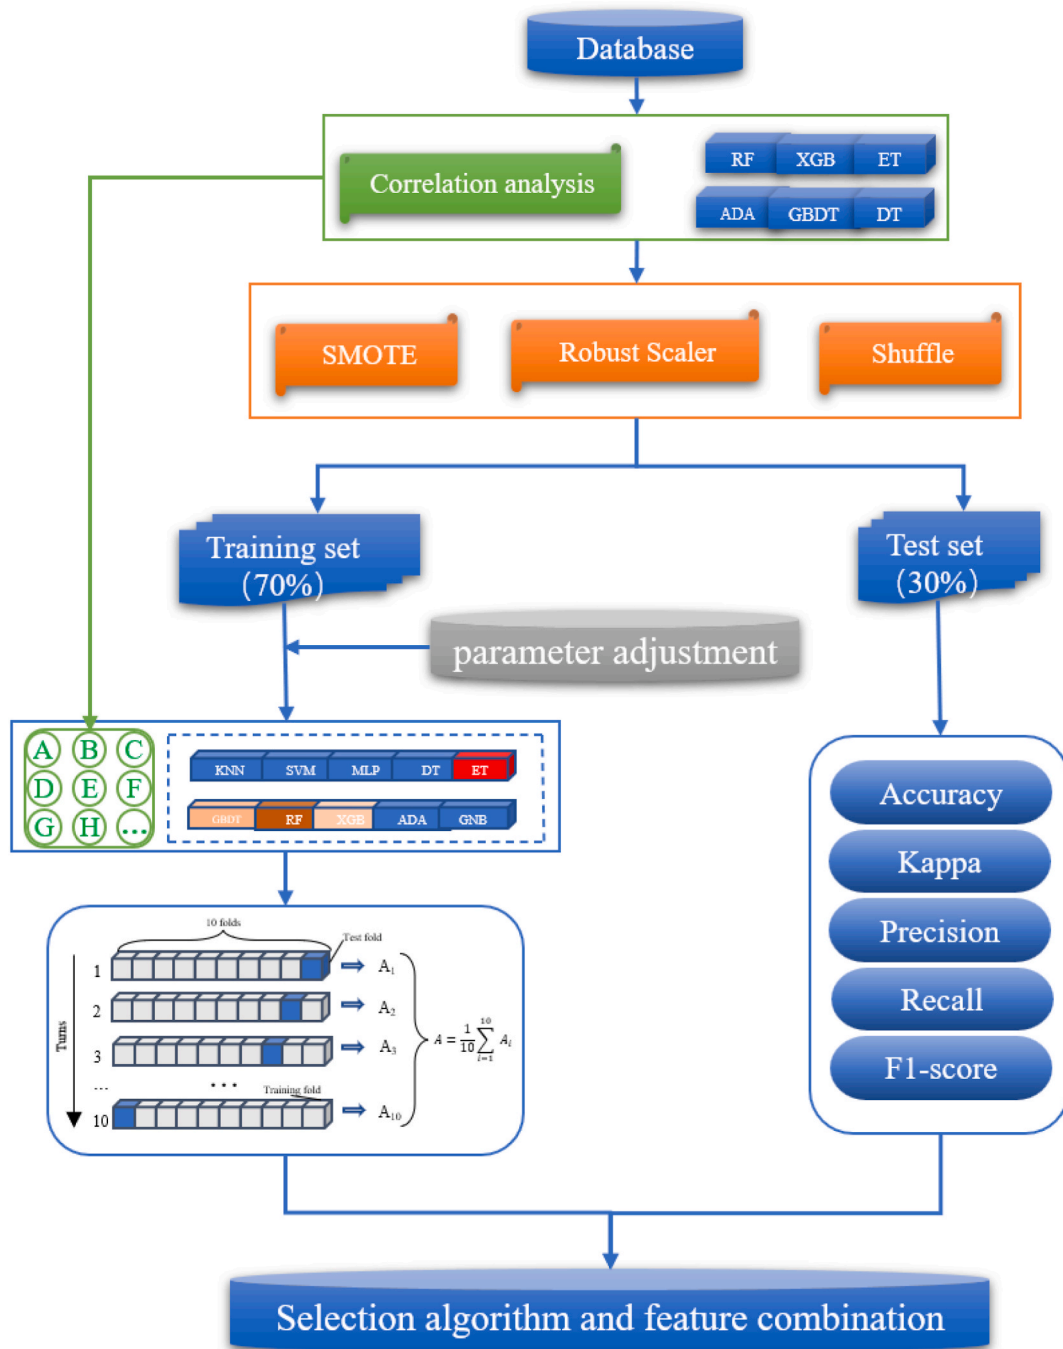 Database
Correlation analysis
RF XGB ET
ADA GBDT DT
SMOTE Robust Scaler Shuffle
Training set
(70%)
Test set
(30%)
parameter adjustment
A B C
D E F
G H ...
KNN SVM MLP DT ET
GBDT RF XGB ADA GNB
Accuracy
Kappa
Precision
Recall
F1-score
10 folds
Test fold
Turns
1 A₁
2 A₂
3 A₃
... ...
Training fold
10 A₁₀
A = 1/10 ∑_{i=1}^{10} A_i
Selection algorithm and feature combination